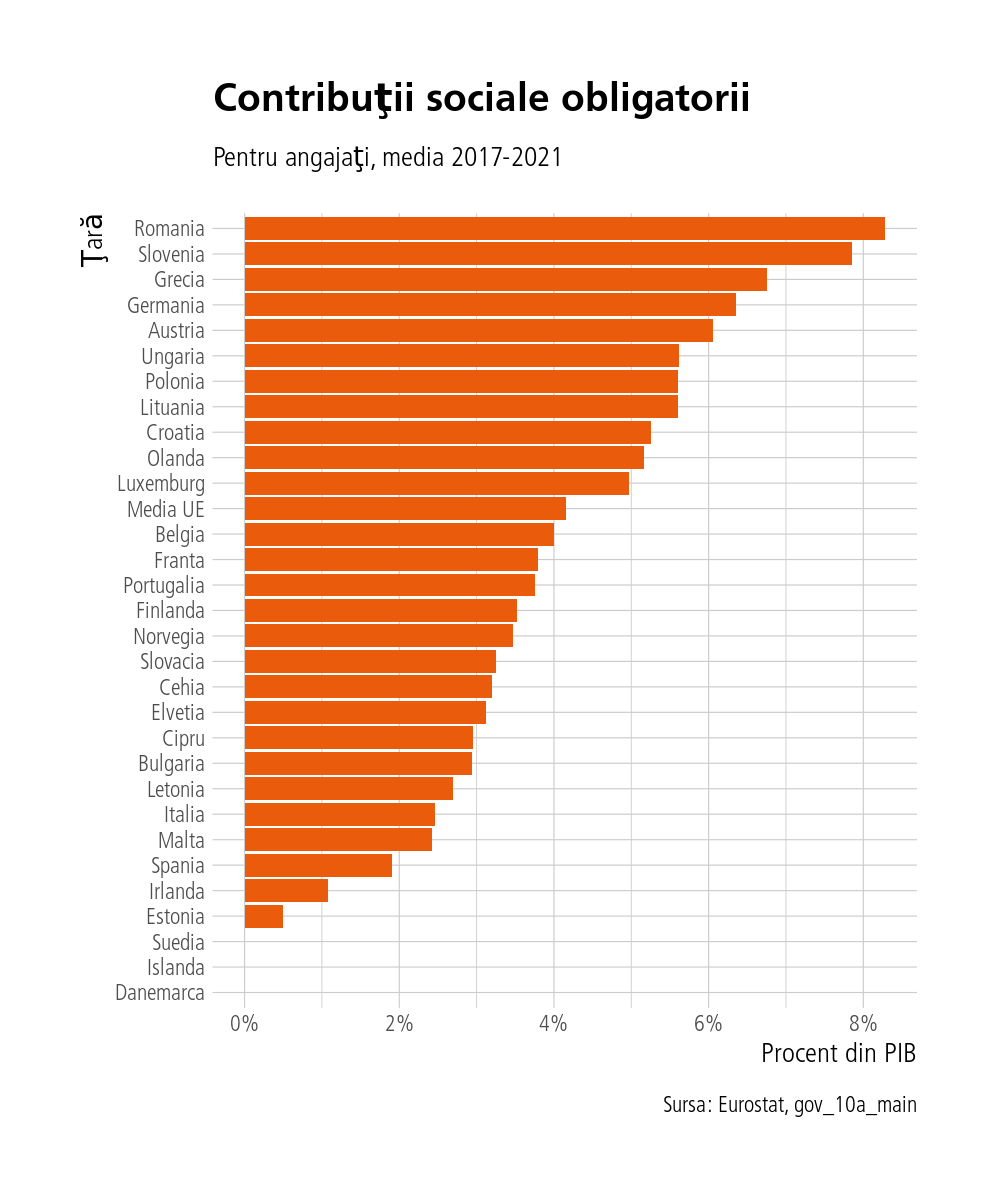 Contribuţii sociale obligatorii
Pentru angajaţi, media 2017-2021
Ţară
Romania
Slovenia
Grecia
Germania
Austria
Ungaria
Polonia
Lituania
Croatia
Olanda
Luxemburg
Media UE
Belgia
Franta
Portugalia
Finlanda
Norvegia
Slovacia
Cehia
Elvetia
Cipru
Bulgaria
Letonia
Italia
Malta
Spania
Irlanda
Estonia
Suedia
Islanda
Danemarca
0% 2% 4% 6% 8%
Procent din PIB
Sursa: Eurostat, gov_10a_main